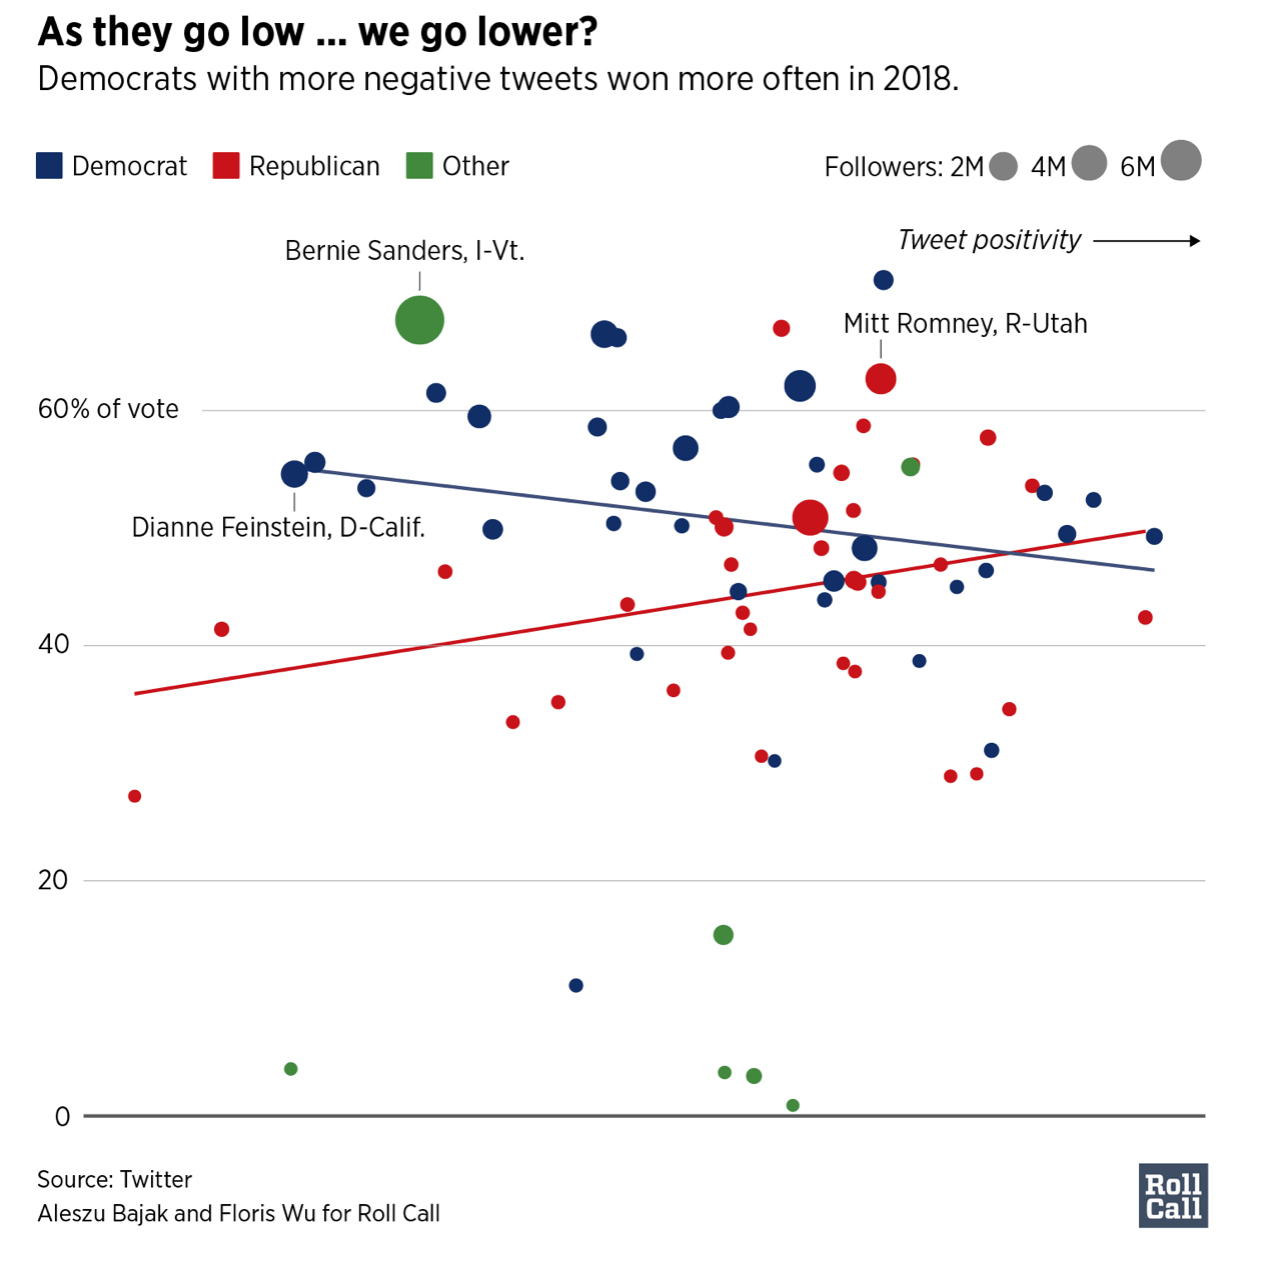 As they go low ... we go lower?
Democrats with more negative tweets won more often in 2018.
Democrat Republican Other Followers: 2M 4M 6M
Tweet positivity
Bernie Sanders, I-Vt.
Mitt Romney, R-Utah
60% of vote
Dianne Feinstein, D-Calif.
40
20
0
Source: Twitter
Aleszu Bajak and Floris Wu for Roll Call
Roll
Call